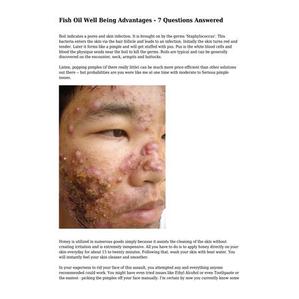 Fish Oil Well Being Advantages - 7 Questions Answered
Boil indicates a pores and skin infection. It is brought on by the germs 'Staphylococcus'. This
bacteria enters the skin via the hair follicle and leads to an infection. Initially the skin turns red and
tender. Later it forms like a pimple and will get stuffed with pus. Pus is the white blood cells and
blood the physique sends near the boil to kill the germs. Boils are typical and can be generally
discovered on the encounter, neck, armpits and buttocks.
Listen, popping pimples (if there really little) can be much more price efficient than other solutions
out there -- but probabilities are you were like me at one time with moderate to Serious pimple
issues.
Honey is utilized in numerous goods simply because it assists the cleaning of the skin without
creating irritation and is extremely inexpensive. All you have to do is apply honey directly on your
skin everyday for about 15 to twenty minutes. Following that, wash your skin with heat water. You
will instantly feel your skin cleaner and smoother.
In your eagerness to rid your face of this assault, you attempted any and everything anyone
recommended could work. You might have even tried issues like Ethyl Alcohol or even Toothpaste or
the easiest - picking the pimples off your face manually. I'm certain by now you currently know some